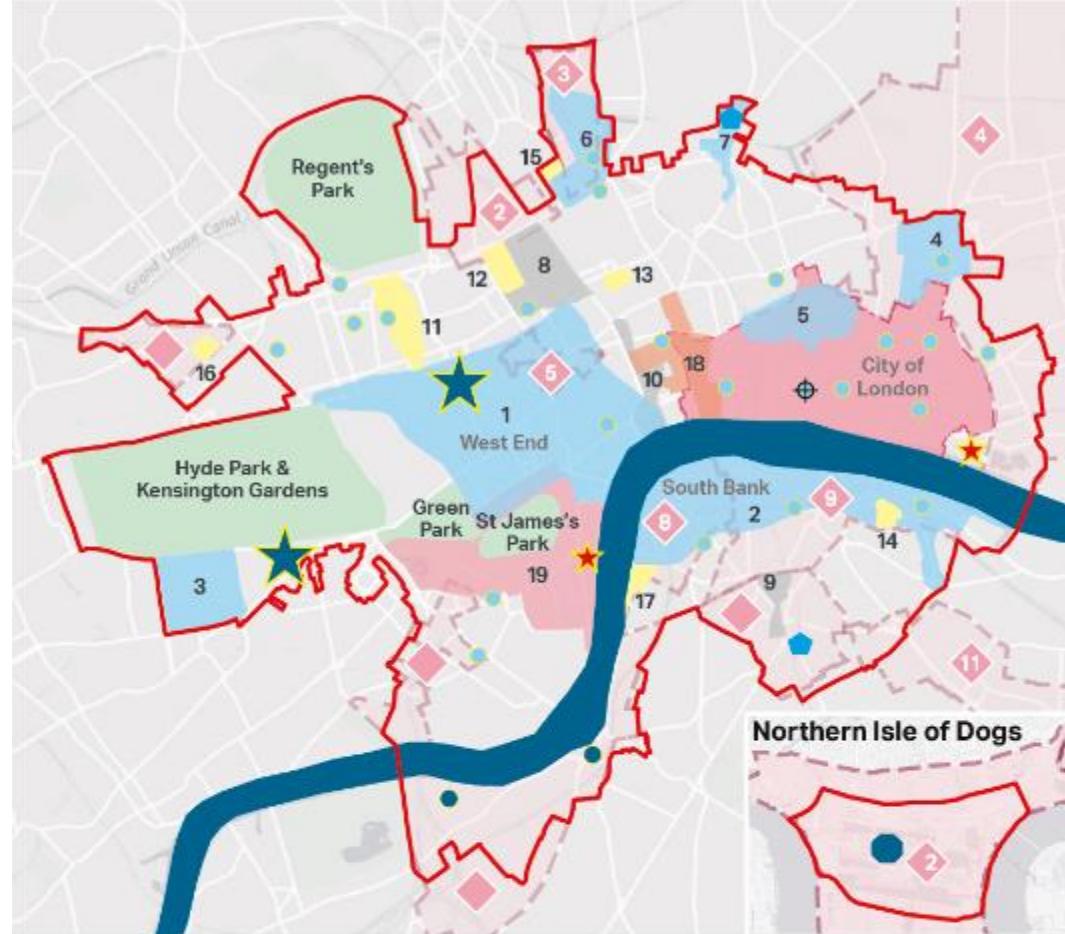 3
6
7
4
15
Regent's
Park
2
4
Grand Union Canal
12
8
13
11
5
18
City of
London
16
5
10
1
West End
Hyde Park &
Kensington Gardens
South Bank
Green
Park
St James's
Park
8
2
9
14
3
19
17
9
11
Northern Isle of Dogs
2